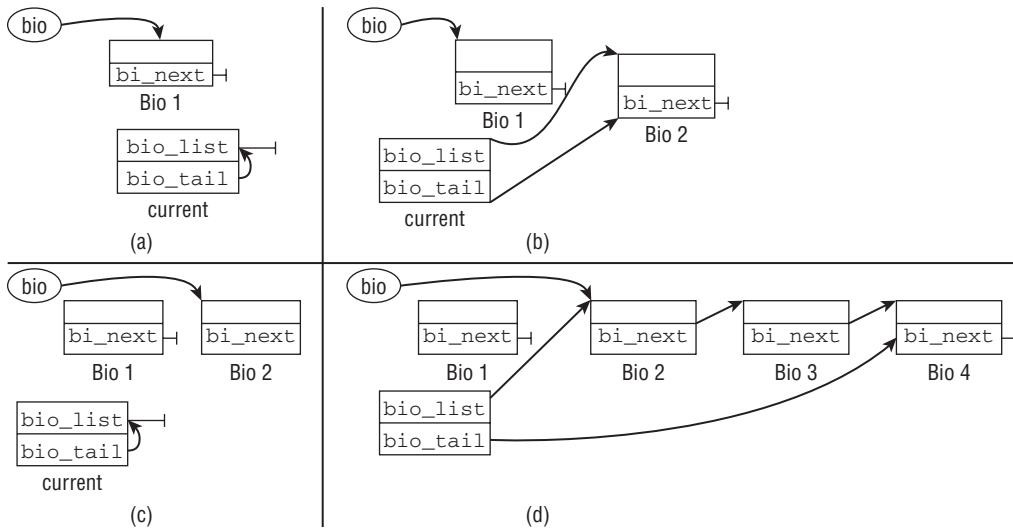 bio
bi_next
Bio 1
bio_list
bio_tail
current
(a)
bio
bi_next
Bio 1
bi_next
Bio 2
bio_list
bio_tail
current
(b)
bio
bi_next
bi_next
Bio 1
Bio 2
bio_list
bio_tail
current
(c)
bio
bi_next
bi_next
bi_next
bi_next
Bio 1
Bio 2
Bio 3
Bio 4
bio_list
bio_tail
current
(d)